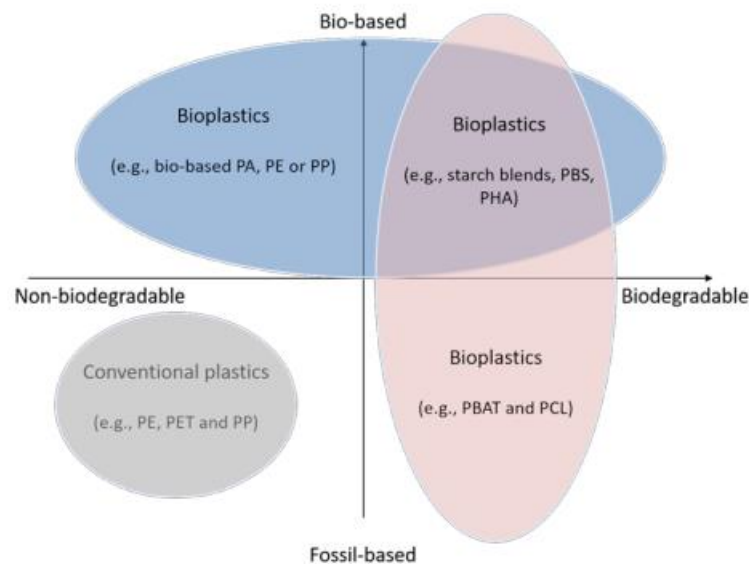 Bio-based
Bioplastics
(e.g., bio-based PA, PE or PP)
Bioplastics
(e.g., starch blends, PBS,
PHA)
Non-biodegradable
Biodegradable
Conventional plastics
(e.g., PE, PET and PP)
Bioplastics
(e.g., PBAT and PCL)
Fossil-based